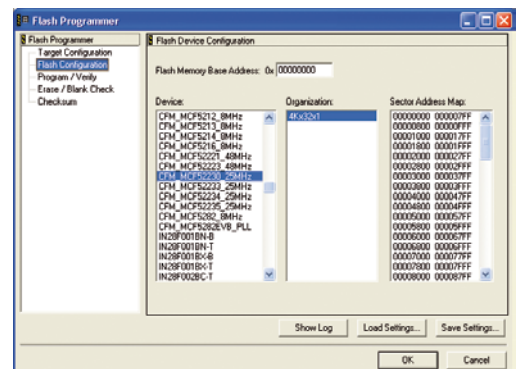 Flash Programmer
Flash Programmer
Target Configuration
Flash Configuration
Program / Verify
Erase / Blank Check
Checksum
Flash Device Configuration
Flash Memory Base Address: 0x 00000000
Device:
CFM_MCF5212_8MHz
CFM_MCF5213_8MHz
CFM_MCF5214_8MHz
CFM_MCF5216_8MHz
CFM_MCF52221_48MHz
CFM_MCF52223_48MHz
CFM_MCF52230_25MHz
CFM_MCF52233_25MHz
CFM_MCF52234_25MHz
CFM_MCF52235_25MHz
CFM_MCF5282_8MHz
CFM_MCF5282EVB_PLL
IN28F001BN-B
IN28F001BN-T
IN28F001BX-B
IN28F001BX-T
IN28F002BC-T
Organization:
4Kx32x1
Sector Address Map:
00000000 000007FF
00000800 00000FFF
00001000 000017FF
00001800 00001FFF
00002000 000027FF
00002800 00002FFF
00003000 000037FF
00003800 00003FFF
00004000 000047FF
00004800 00004FFF
00005000 000057FF
00005800 00005FFF
00006000 000067FF
00006800 00006FFF
00007000 000077FF
00007800 00007FFF
00008000 000087FF
Show Log
Load Settings...
Save Settings...
OK
Cancel